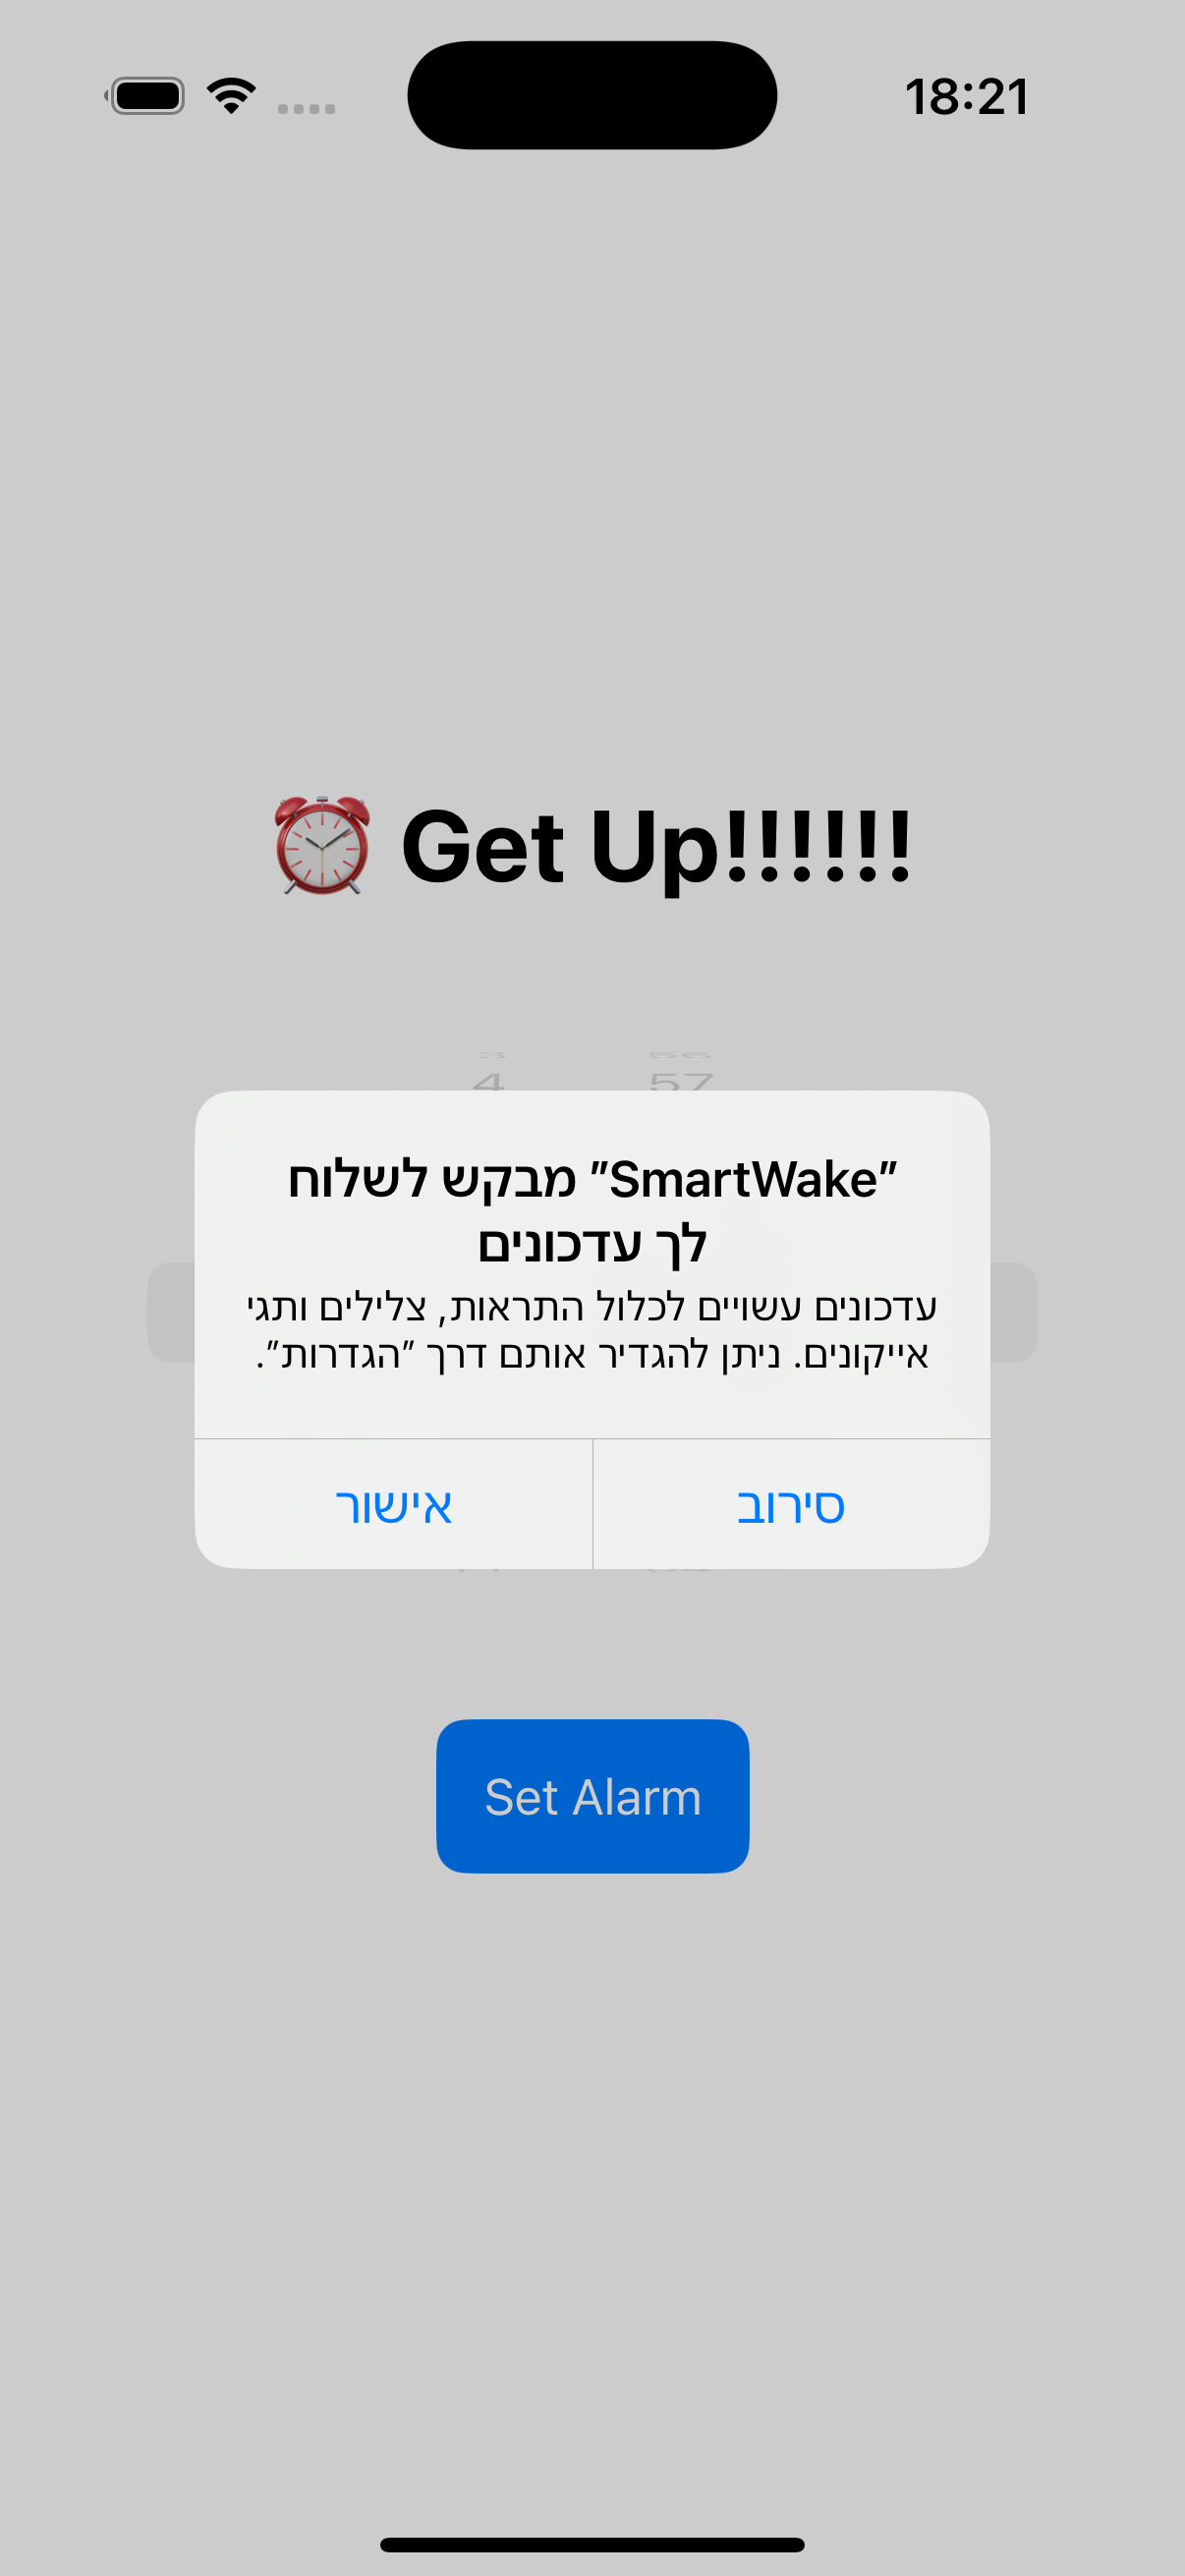 18:21
⏰ Get Up!!!!!!
3 56
4 57
"SmartWake" מבקש לשלוח
לך עדכונים
עדכונים עשויים לכלול התראות, צלילים ותגי
אייקונים. ניתן להגדיר אותם דרך "הגדרות".
סירוב
אישור
Set Alarm